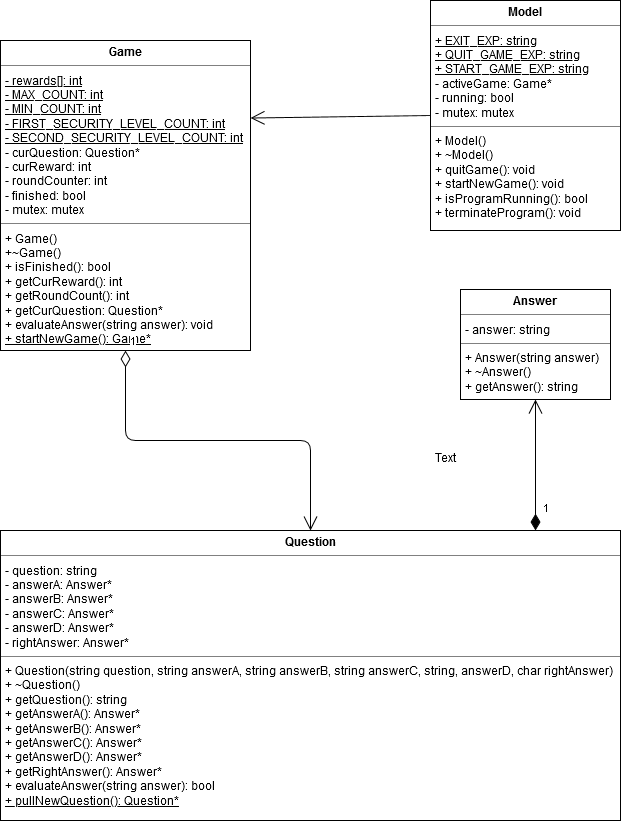 Model
+ EXIT_EXP: string
+ QUIT_GAME_EXP: string
+ START_GAME_EXP: string
- activeGame: Game*
- running: bool
- mutex: mutex
+ Model()
+ ~Model()
+ quitGame(): void
+ startNewGame(): void
+ isProgramRunning(): bool
+ terminateProgram(): void
Game
- rewards[]: int
- MAX_COUNT: int
- MIN_COUNT: int
- FIRST_SECURITY_LEVEL_COUNT: int
- SECOND_SECURITY_LEVEL_COUNT: int
- curQuestion: Question*
- curReward: int
- roundCounter: int
- finished: bool
- mutex: mutex
+ Game()
+~Game()
+ isFinished(): bool
+ getCurReward(): int
+ getRoundCount(): int
+ getCurQuestion: Question*
+ evaluateAnswer(string answer): void
+ startNewGame(): Game*
1
Answer
- answer: string
+ Answer(string answer)
+ ~Answer()
+ getAnswer(): string
Text
1
Question
- question: string
- answerA: Answer*
- answerB: Answer*
- answerC: Answer*
- answerD: Answer*
- rightAnswer: Answer*
+ Question(string question, string answerA, string answerB, string answerC, string, answerD, char rightAnswer)
+ ~Question()
+ getQuestion(): string
+ getAnswerA(): Answer*
+ getAnswerB(): Answer*
+ getAnswerC(): Answer*
+ getAnswerD(): Answer*
+ getRightAnswer(): Answer*
+ evaluateAnswer(string answer): bool
+ pullNewQuestion(): Question*